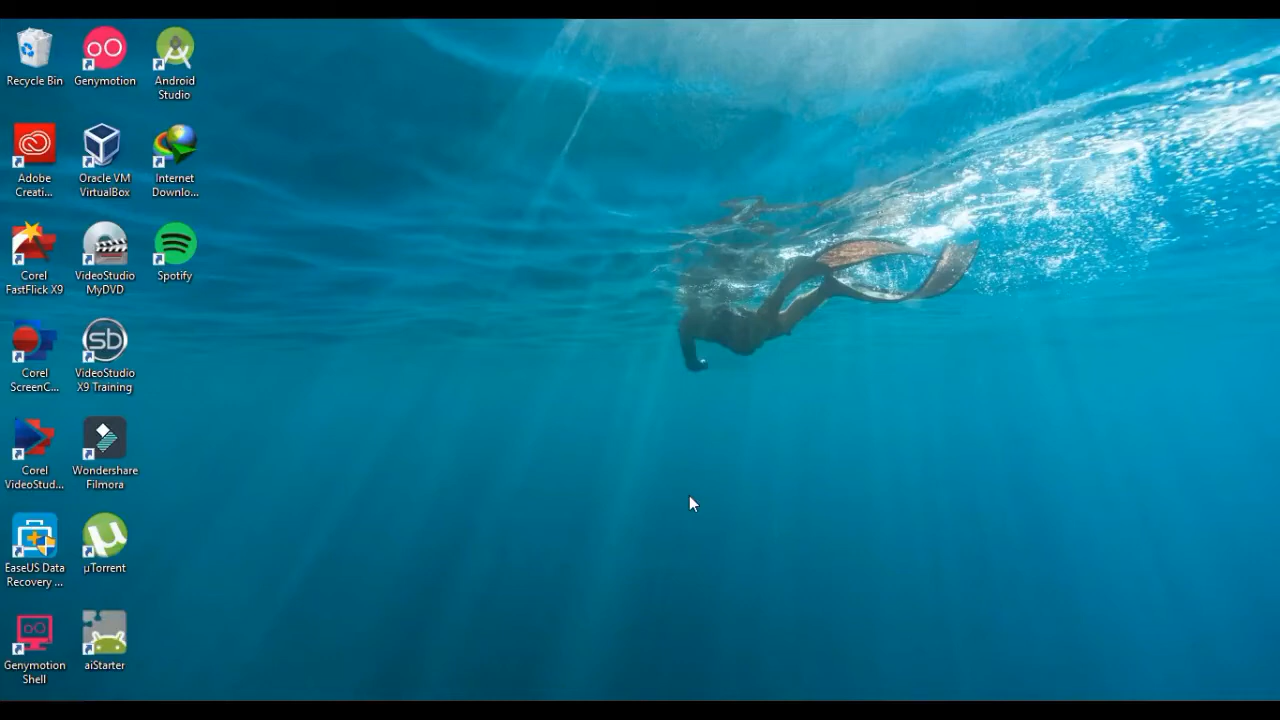 Recycle Bin
Genymotion
Android
Studio
Adobe
Creati...
Oracle VM
VirtualBox
Internet
Downlo...
Corel
FastFlick X9
VideoStudio
MyDVD
Spotify
Corel
ScreenC...
sb
VideoStudio
X9 Training
Corel
VideoStud...
Wondershare
Filmora
EaseUS Data
Recovery ...
µ
µTorrent
Genymotion
Shell
aiStarter